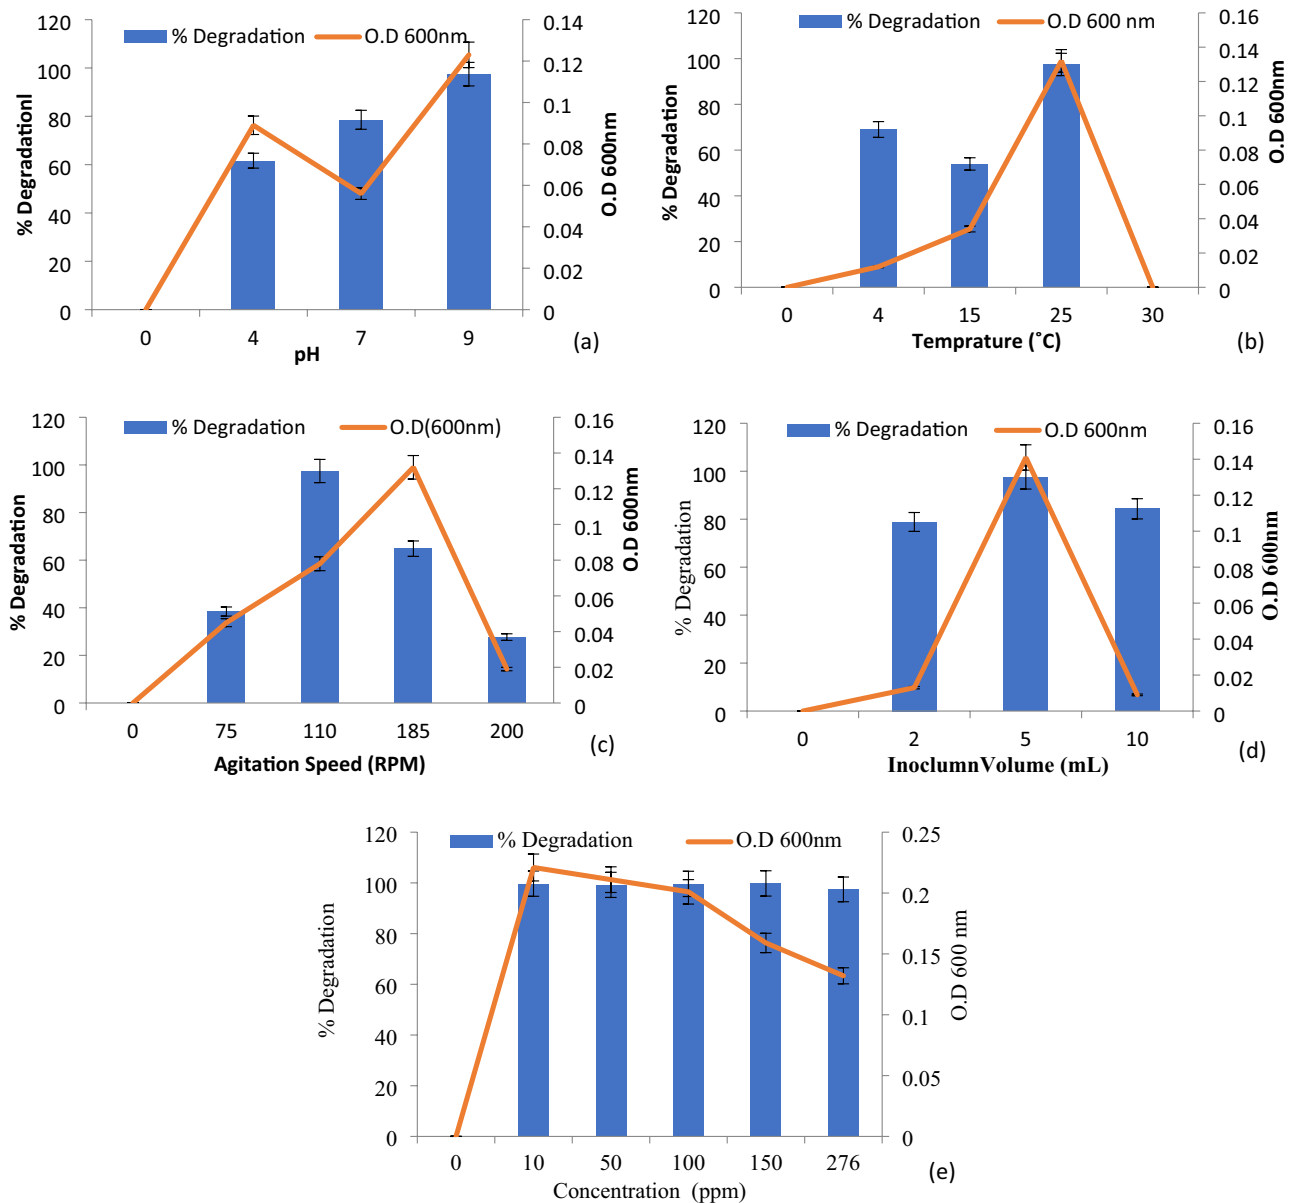 % Degradation O.D 600nm
120
100
80
60
40
20
0
% Degradationl
0.14
0.12
0.1
0.08
0.06
0.04
0.02
0
O.D 600nm
0 4 7 9
pH
(a)
% Degradation O.D 600 nm
120
100
80
60
40
20
0
% Degradation
0.16
0.14
0.12
0.1
0.08
0.06
0.04
0.02
0
O.D 600nm
0 4 15 25 30
Temprature (˚C)
(b)
% Degradation O.D(600nm)
120
100
80
60
40
20
0
% Degradation
0.16
0.14
0.12
0.1
0.08
0.06
0.04
0.02
0
O.D 600nm
0 75 110 185 200
Agitation Speed (RPM)
(c)
% Degradation O.D 600nm
120
100
80
60
40
20
0
% Degradation
0.16
0.14
0.12
0.1
0.08
0.06
0.04
0.02
0
O.D 600nm
0 2 5 10
InoclumnVolume (mL)
(d)
% Degradation O.D 600nm
120
100
80
60
40
20
0
% Degradation
0.25
0.2
0.15
0.1
0.05
0
O.D 600 nm
0 10 50 100 150 276
Concentration (ppm)
(e)